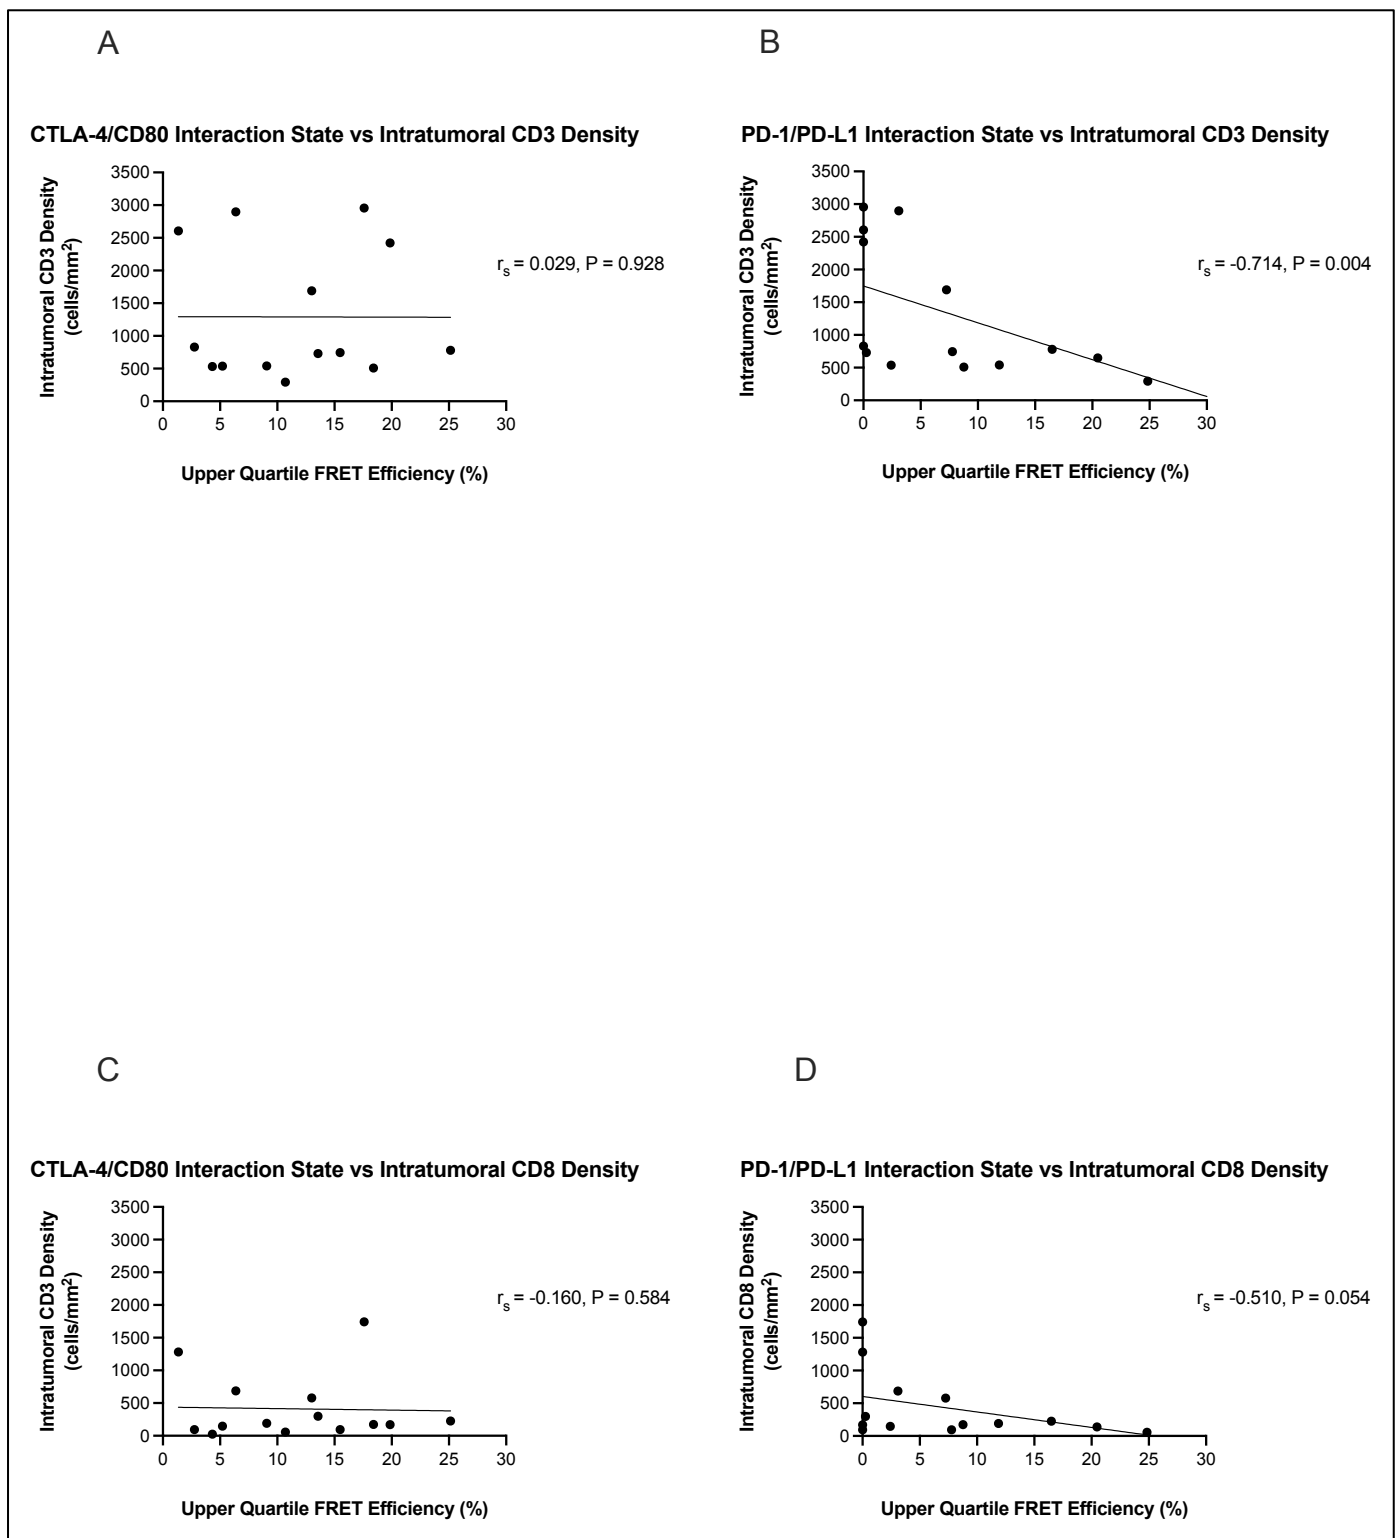 A
B
CTLA-4/CD80 Interaction State vs Intratumoral CD3 Density
PD-1/PD-L1 Interaction State vs Intratumoral CD3 Density
Intratumoral CD3 Density
(cells/mm²)
3500
3000
2500
2000
1500
1000
500
0
0 5 10 15 20 25 30
Upper Quartile FRET Efficiency (%)
rₛ = 0.029, P = 0.928
Intratumoral CD3 Density
(cells/mm²)
3500
3000
2500
2000
1500
1000
500
0
0 5 10 15 20 25 30
Upper Quartile FRET Efficiency (%)
rₛ = -0.714, P = 0.004
C
D
CTLA-4/CD80 Interaction State vs Intratumoral CD8 Density
PD-1/PD-L1 Interaction State vs Intratumoral CD8 Density
Intratumoral CD3 Density
(cells/mm²)
3500
3000
2500
2000
1500
1000
500
0
0 5 10 15 20 25 30
Upper Quartile FRET Efficiency (%)
rₛ = -0.160, P = 0.584
Intratumoral CD8 Density
(cells/mm²)
3500
3000
2500
2000
1500
1000
500
0
0 5 10 15 20 25 30
Upper Quartile FRET Efficiency (%)
rₛ = -0.510, P = 0.054